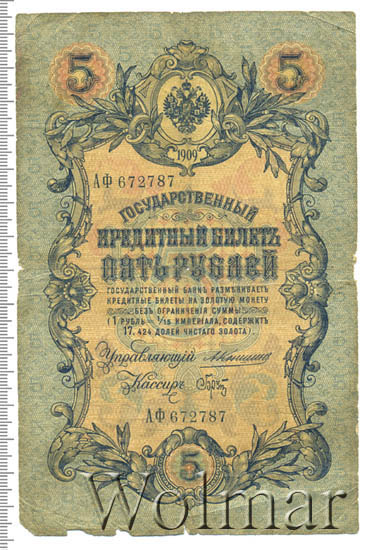 5 5
1909
АФ 672787
ГОСУДАРСТВЕННЫЙ
КРЕДИТНЫЙ БИЛЕТЪ
ПЯТЬ РУБЛЕЙ
ГОСУДАРСТВЕННЫЙ БАНКЪ РАЗМѢНИВАЕТЪ
КРЕДИТНЫЕ БИЛЕТЫ НА ЗОЛОТУЮ МОНЕТУ
БЕЗЪ ОГРАНИЧЕНІЯ СУММЫ
(1 РУБЛЬ = 1/15 ИМПЕРІАЛА, СОДЕРЖИТЪ
17,424 ДОЛЕЙ ЧИСТАГО ЗОЛОТА)
Управляющій
Кассиръ
АФ 672787
5
Wolmar